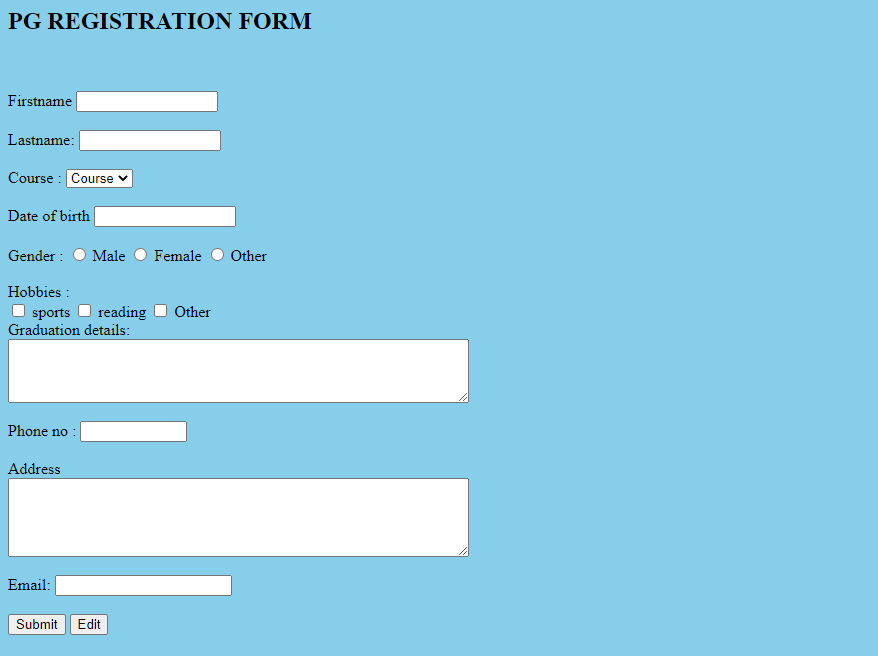 PG REGISTRATION FORM
Firstname
Lastname:
Course : Course
Date of birth
Gender : Male Female Other
Hobbies :
sports reading Other
Graduation details:
Phone no :
Address
Email:
Submit Edit